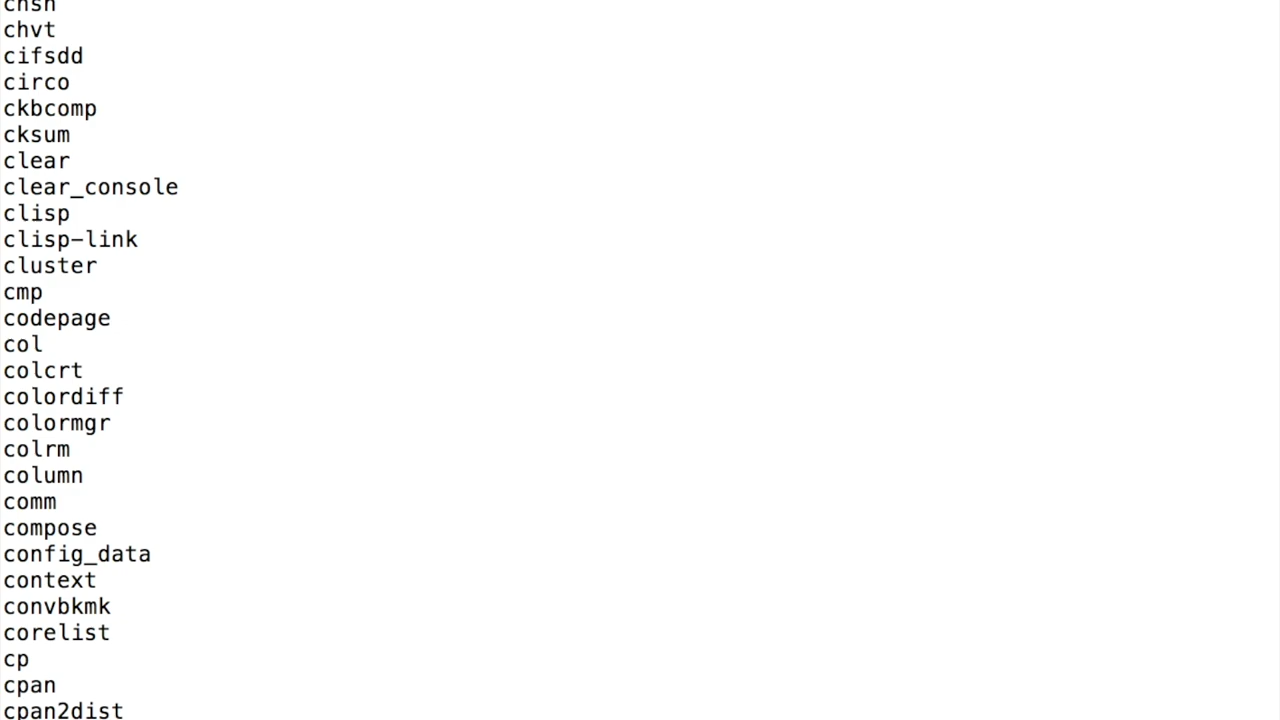 chsh
chvt
cifsdd
circo
ckbcomp
cksum
clear
clear_console
clisp
clisp-link
cluster
cmp
codepage
col
colcrt
colordiff
colormgr
colrm
column
comm
compose
config_data
context
convbkmk
corelist
cp
cpan
cpan2dist